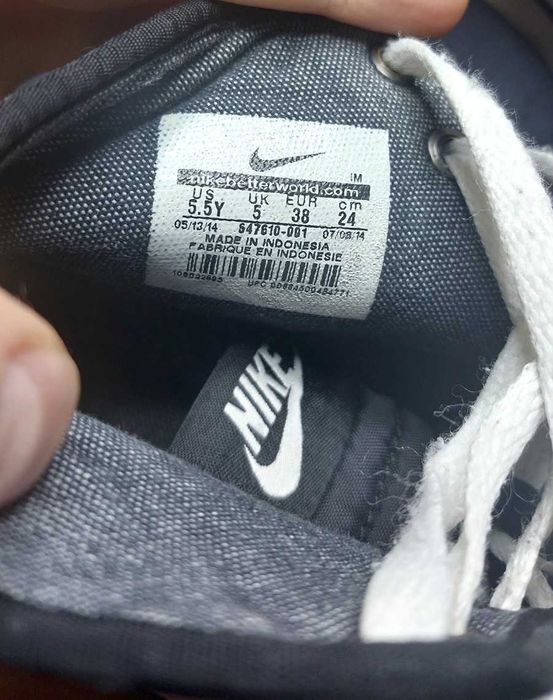 nikebetterworld.com
US UK EUR cm
5.5Y 5 38 24
05/13/14 647610-001 07/08/14
MADE IN INDONESIA
FABRIQUE EN INDONESIE
UPC
NIKE